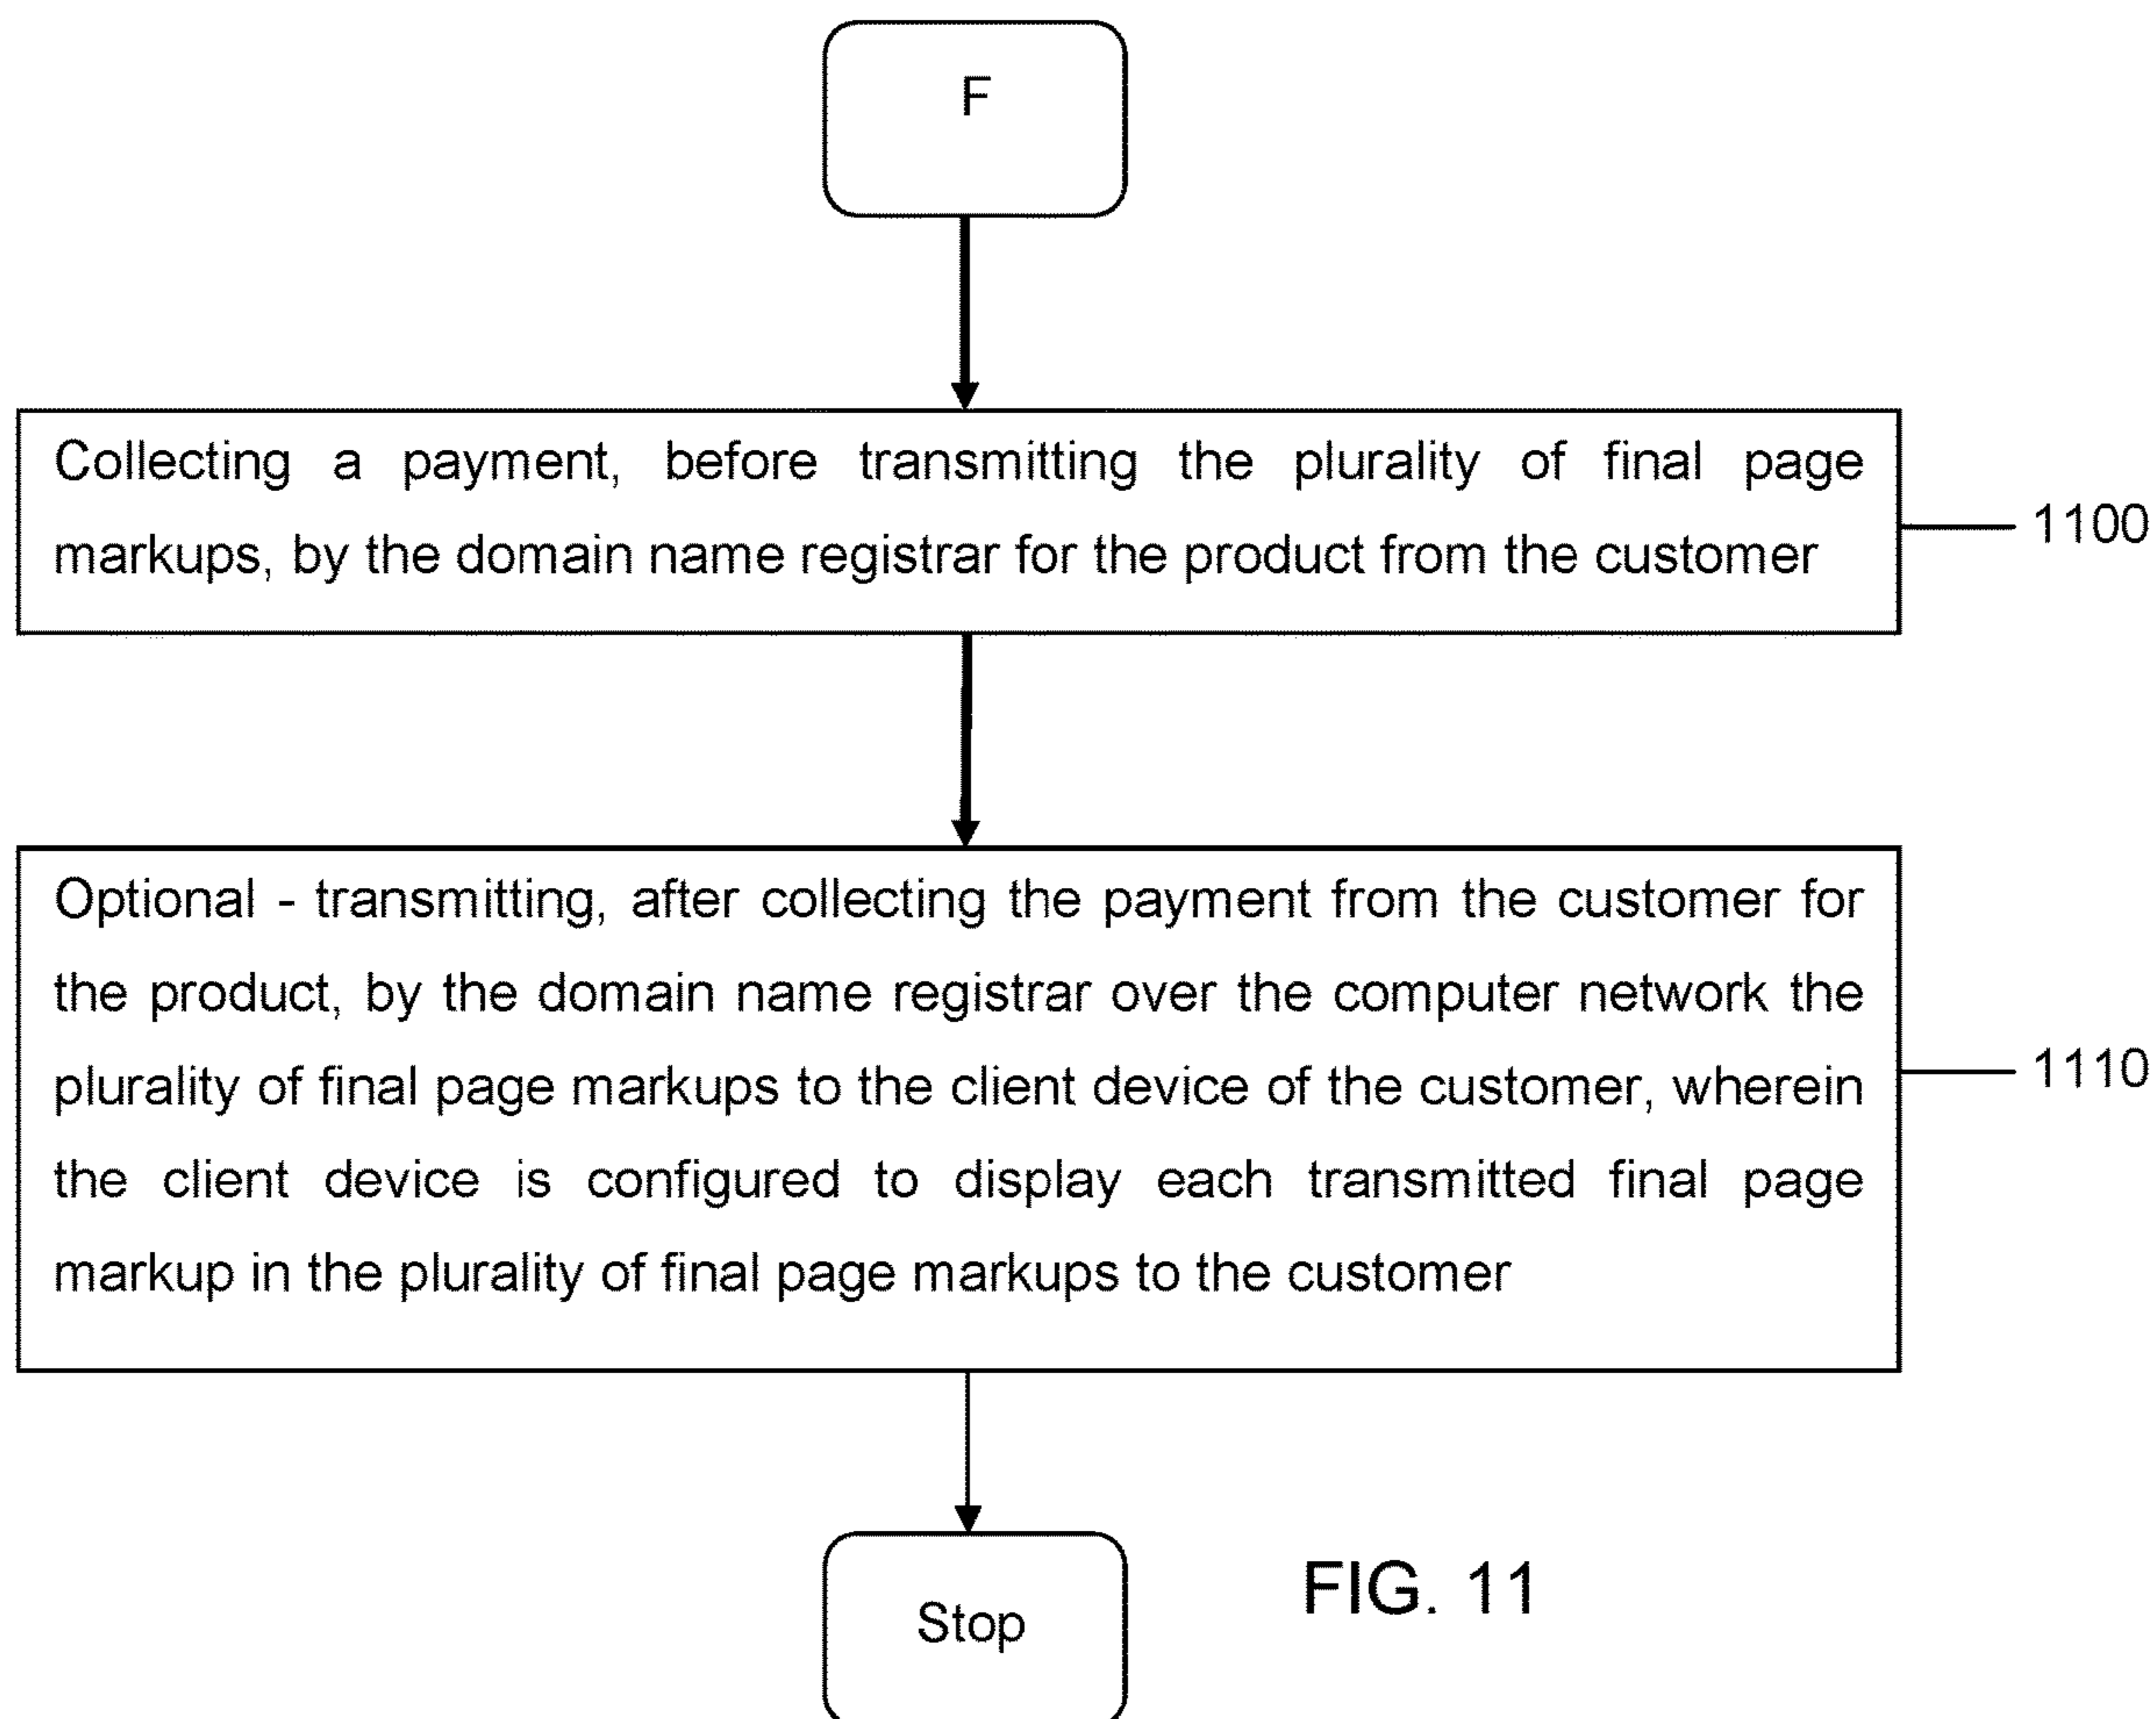 F
Collecting a payment, before transmitting the plurality of final page
markups, by the domain name registrar for the product from the customer
1100
Optional - transmitting, after collecting the payment from the customer for
the product, by the domain name registrar over the computer network the
plurality of final page markups to the client device of the customer, wherein
the client device is configured to display each transmitted final page
markup in the plurality of final page markups to the customer
1110
Stop
FIG. 11